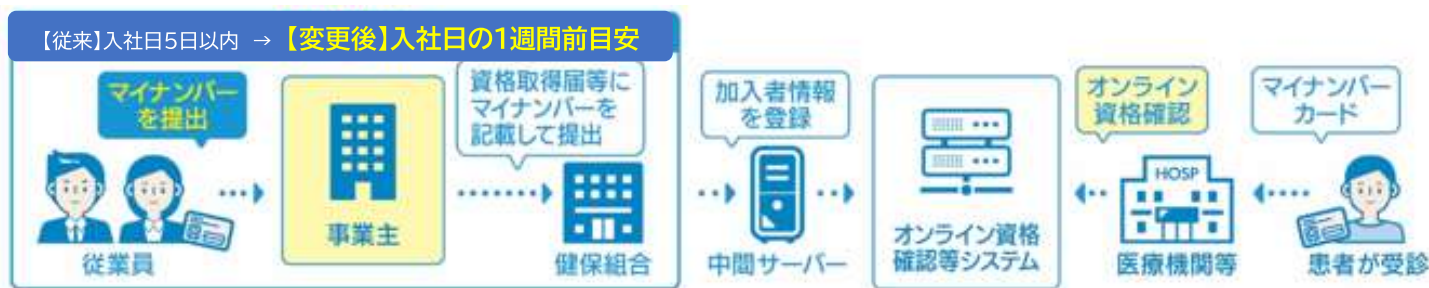 【従来】入社日5日以内 → 【変更後】入社日の1週間前目安
マイナンバー
を提出
従業員
事業主
資格取得届等に
マイナンバーを
記載して提出
健保組合
加入者情報
を登録
中間サーバー
オンライン資格
確認等システム
オンライン
資格確認
HOSP
医療機関等
マイナンバー
カード
患者が受診